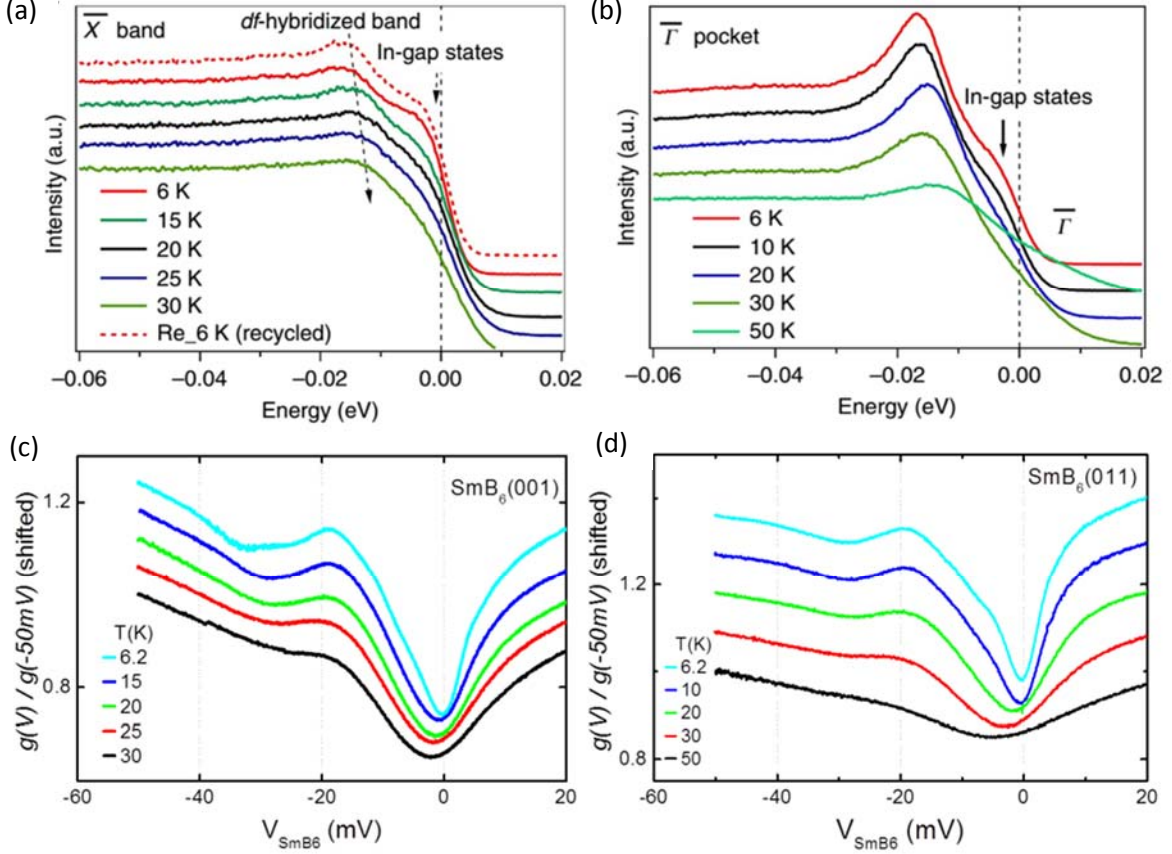 (a)
X̅ band
df-hybridized band
In-gap states
Intensity (a.u.)
6 K
15 K
20 K
25 K
30 K
Re_6 K (recycled)
−0.06 −0.04 −0.02 0.00 0.02
Energy (eV)
(b)
Γ̅ pocket
In-gap states
Γ̅
Intensity (a.u.)
6 K
10 K
20 K
30 K
50 K
−0.06 −0.04 −0.02 0.00 0.02
Energy (eV)
(c)
SmB₆(001)
g(V) / g(-50mV) (shifted)
1.2
0.8
T(K)
6.2
15
20
25
30
-60 -40 -20 0 20
V_SmB6 (mV)
(d)
SmB₆(011)
g(V) / g(-50mV) (shifted)
1.2
0.8
T(K)
6.2
10
20
30
50
-60 -40 -20 0 20
V_SmB6 (mV)